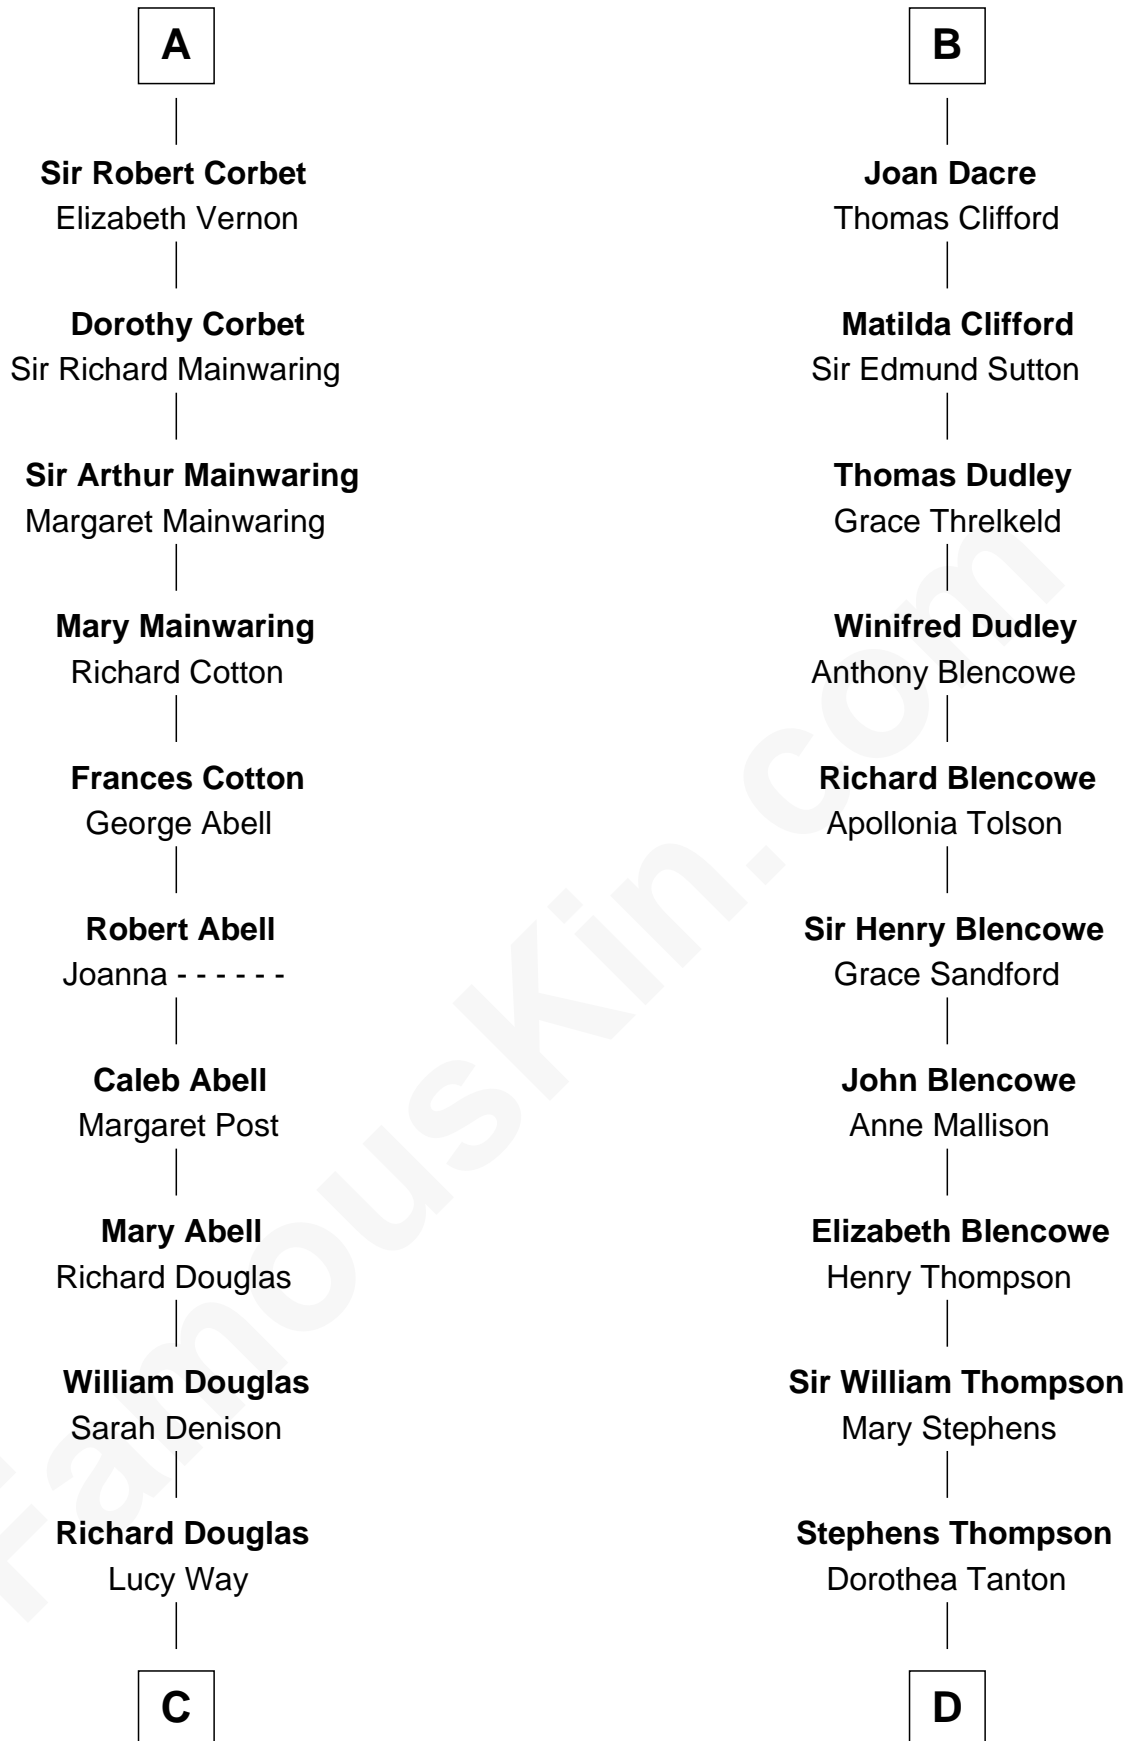 A
Sir Robert Corbet
Elizabeth Vernon
Dorothy Corbet
Sir Richard Mainwaring
Sir Arthur Mainwaring
Margaret Mainwaring
Mary Mainwaring
Richard Cotton
Frances Cotton
George Abell
Robert Abell
Joanna - - - - - -
Caleb Abell
Margaret Post
Mary Abell
Richard Douglas
William Douglas
Sarah Denison
Richard Douglas
Lucy Way
C
B
Joan Dacre
Thomas Clifford
Matilda Clifford
Sir Edmund Sutton
Thomas Dudley
Grace Threlkeld
Winifred Dudley
Anthony Blencowe
Richard Blencowe
Apollonia Tolson
Sir Henry Blencowe
Grace Sandford
John Blencowe
Anne Mallison
Elizabeth Blencowe
Henry Thompson
Sir William Thompson
Mary Stephens
Stephens Thompson
Dorothea Tanton
D
FamousKin.com